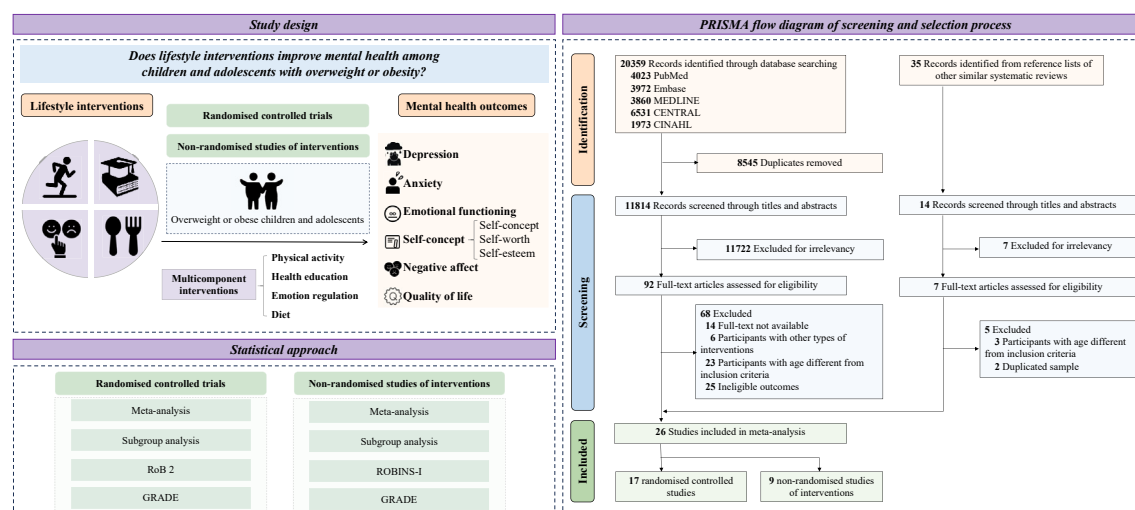 Study design
Does lifestyle interventions improve mental health among
children and adolescents with overweight or obesity?
Lifestyle interventions
Randomised controlled trials
Non-randomised studies of interventions
Overweight or obese children and adolescents
Multicomponent
interventions
Physical activity
Health education
Emotion regulation
Diet
Mental health outcomes
Depression
Anxiety
Emotional functioning
Self-concept
Self-concept
Self-worth
Self-esteem
Negative affect
Quality of life
Statistical approach
Randomised controlled trials
Meta-analysis
Subgroup analysis
RoB 2
GRADE
Non-randomised studies of interventions
Meta-analysis
Subgroup analysis
ROBINS-I
GRADE
PRISMA flow diagram of screening and selection process
Identification
20359 Records identified through database searching
4023 PubMed
3972 Embase
3860 MEDLINE
6531 CENTRAL
1973 CINAHL
35 Records identified from reference lists of
other similar systematic reviews
8545 Duplicates removed
Screening
11814 Records screened through titles and abstracts
14 Records screened through titles and abstracts
11722 Excluded for irrelevancy
7 Excluded for irrelevancy
92 Full-text articles assessed for eligibility
7 Full-text articles assessed for eligibility
68 Excluded
14 Full-text not available
6 Participants with other types of
interventions
23 Participants with age different from
inclusion criteria
25 Ineligible outcomes
5 Excluded
3 Participants with age different
from inclusion criteria
2 Duplicated sample
Included
26 Studies included in meta-analysis
17 randomised controlled
studies
9 non-randomised studies
of interventions